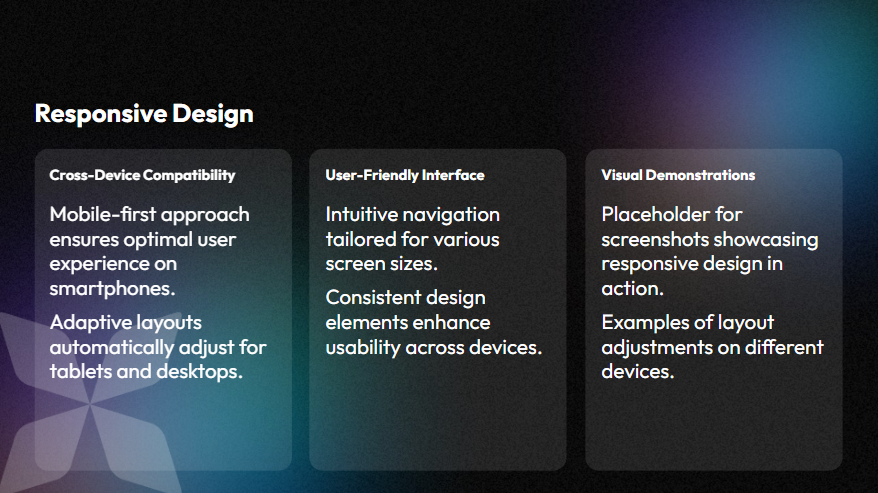 Responsive Design
Cross-Device Compatibility
Mobile-first approach
ensures optimal user
experience on
smartphones.
Adaptive layouts
automatically adjust for
tablets and desktops.
User-Friendly Interface
Intuitive navigation
tailored for various
screen sizes.
Consistent design
elements enhance
usability across devices.
Visual Demonstrations
Placeholder for
screenshots showcasing
responsive design in
action.
Examples of layout
adjustments on different
devices.